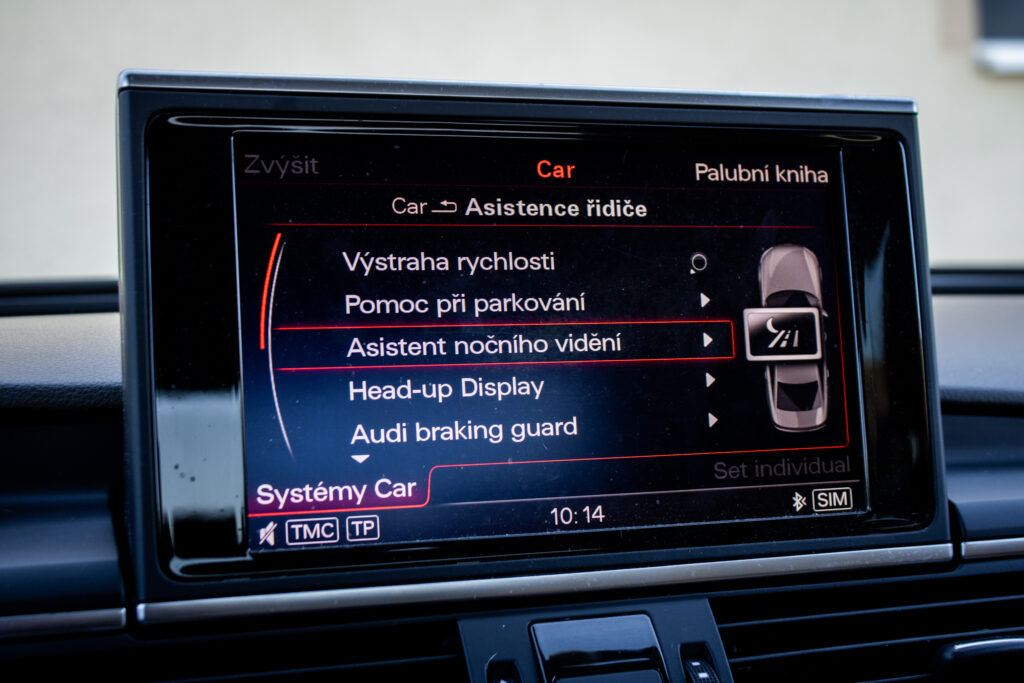 Zvýšit
Car
Palubní kniha
Car Asistence řidiče
Výstraha rychlosti
Pomoc při parkování
Asistent nočního vidění
Head-up Display
Audi braking guard
Set individual
Systémy Car
TMC TP
10:14
SIM